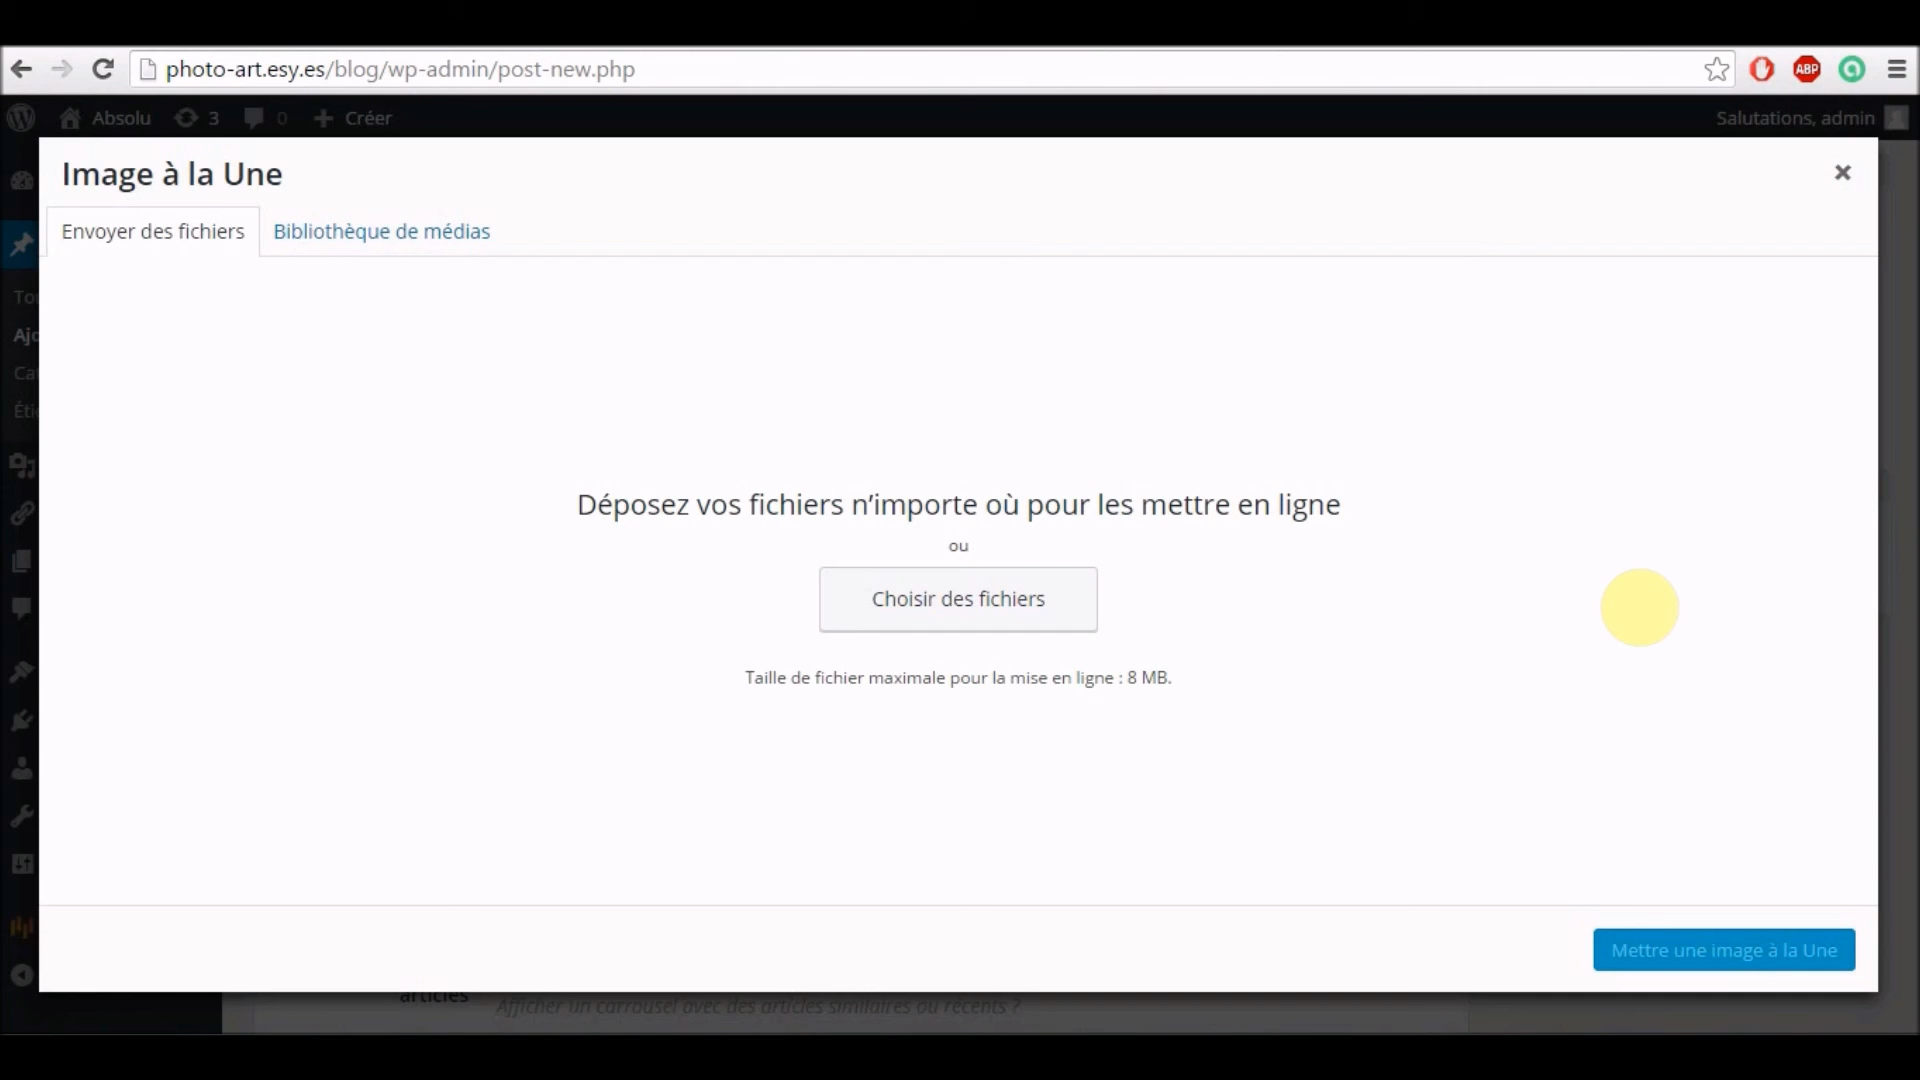 photo-art.esy.es/blog/wp-admin/post-new.php
ABP
Absolu 3 0 Créer Salutations, admin
Image à la Une
Envoyer des fichiers Bibliothèque de médias
Ajo
Déposez vos fichiers n’importe où pour les mettre en ligne
ou
Choisir des fichiers
Taille de fichier maximale pour la mise en ligne : 8 MB.
Mettre une image à la Une
articles
Afficher un carrousel avec des articles similaires ou récents ?